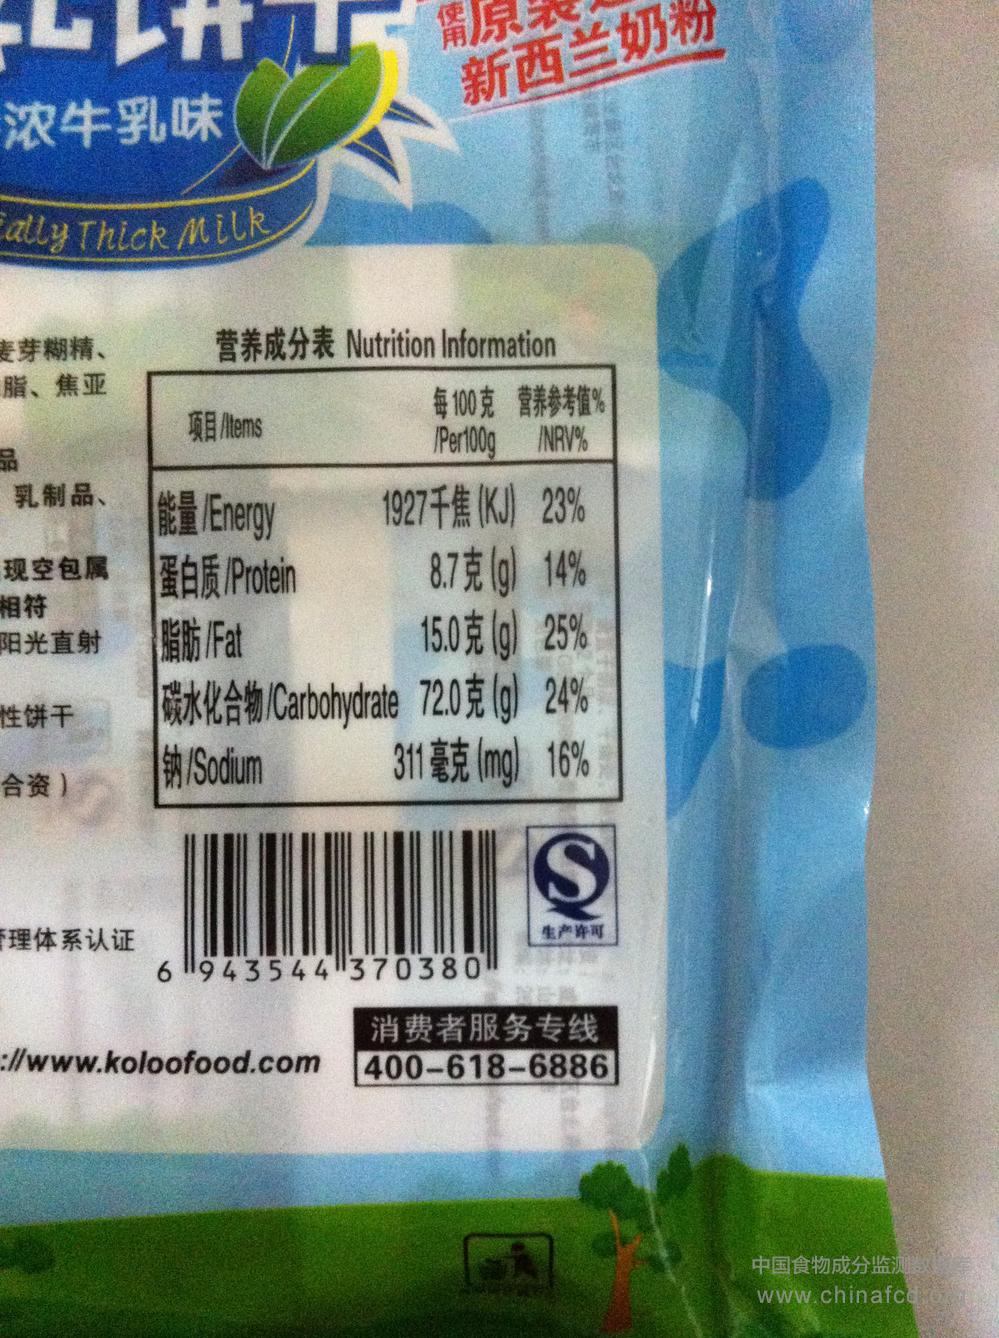 乳饼干
使用原装进
新西兰奶粉
浓牛乳味
ially Thick Milk
麦芽糊精、
脂、焦亚
品
乳制品、
现空包属
相符
阳光直射
性饼干
合资)
管理体系认证
://www.koloofood.com
营养成分表 Nutrition Information
项目/Items 每100克/Per100g 营养参考值%/NRV%
能量/Energy 1927千焦(KJ) 23%
蛋白质/Protein 8.7克(g) 14%
脂肪/Fat 15.0克(g) 25%
碳水化合物/Carbohydrate 72.0克(g) 24%
钠/Sodium 311毫克(mg) 16%
生产许可
6 943544 370380
消费者服务专线
400-618-6886
中国食物成分监测数据库
www.chinafcd.org